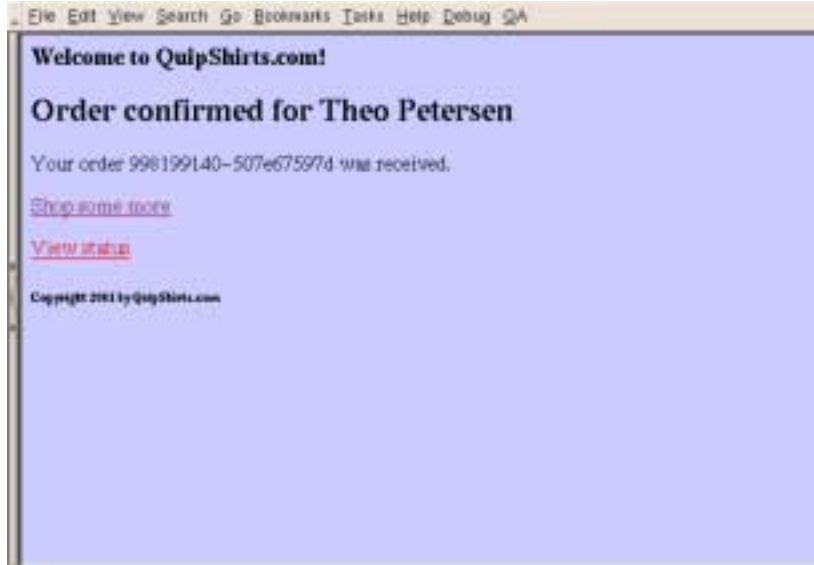 File Edit View Search Go Bookmarks Tasks Help Debug QA
Welcome to QuipShirts.com!
Order confirmed for Theo Petersen
Your order 998199140-507e67597d was received.
Shop some more
View status
Copyright 2001 by QuipShirts.com